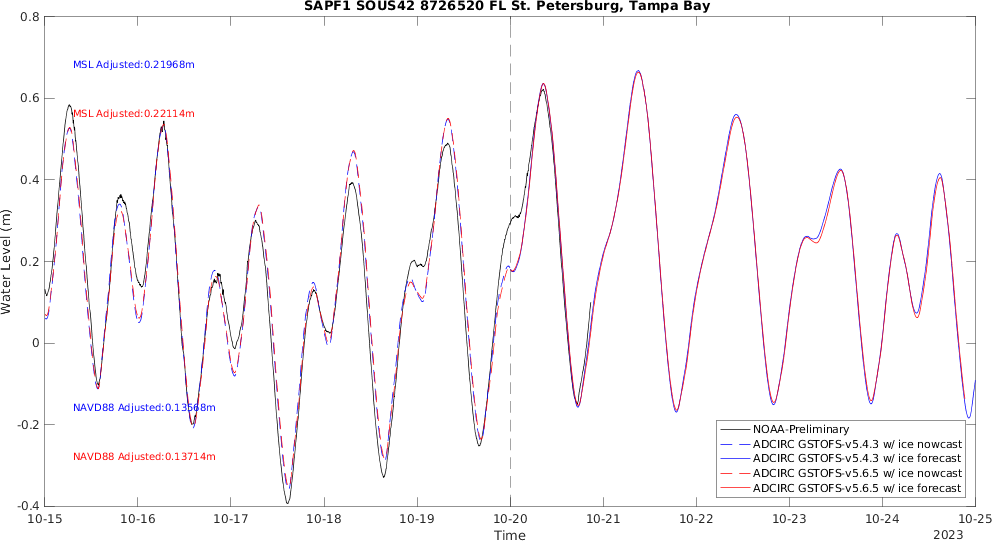 SAPF1 SOUS42 8726520 FL St. Petersburg, Tampa Bay
0.8
0.6
0.4
0.2
0
-0.2
-0.4
Water Level (m)
MSL Adjusted:0.21968m
MSL Adjusted:0.22114m
NAVD88 Adjusted:0.13568m
NAVD88 Adjusted:0.13714m
NOAA-Preliminary
ADCIRC GSTOFS-v5.4.3 w/ ice nowcast
ADCIRC GSTOFS-v5.4.3 w/ ice forecast
ADCIRC GSTOFS-v5.6.5 w/ ice nowcast
ADCIRC GSTOFS-v5.6.5 w/ ice forecast
10-15 10-16 10-17 10-18 10-19 10-20 10-21 10-22 10-23 10-24 10-25
Time
2023